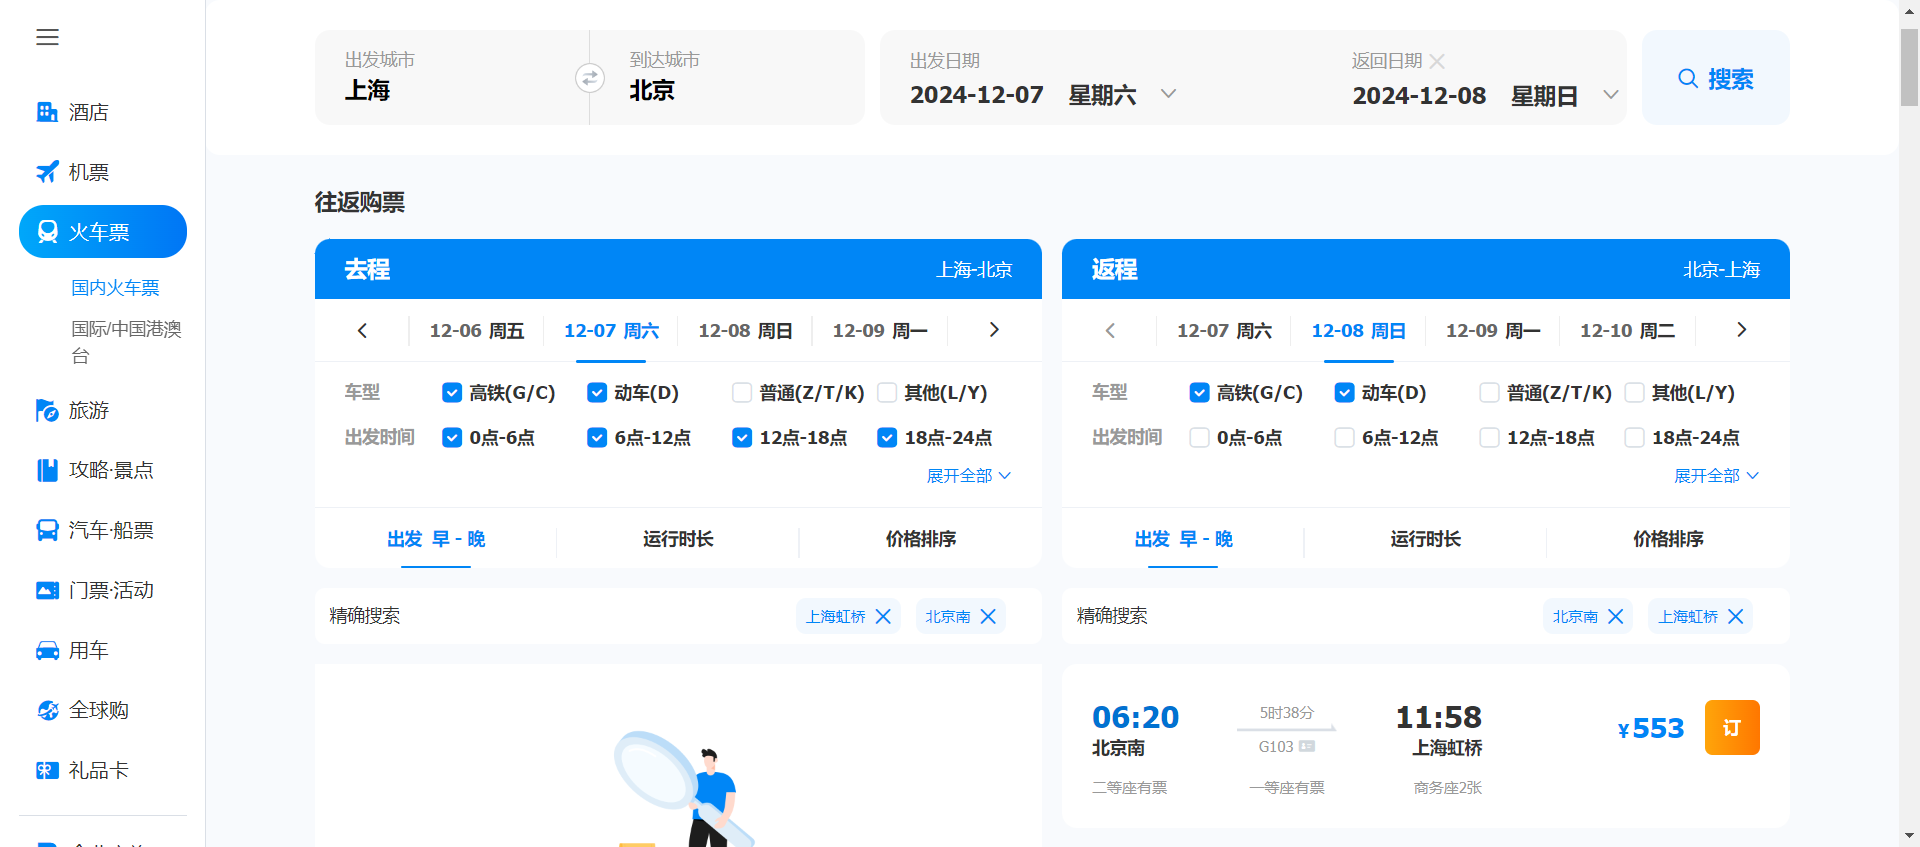 酒店
机票
火车票
国内火车票
国际/中国港澳
台
旅游
攻略·景点
汽车·船票
门票·活动
用车
全球购
礼品卡
出发城市
上海
到达城市
北京
出发日期
2024-12-07 星期六
返回日期
2024-12-08 星期日
搜索
往返购票
去程 上海-北京
12-06 周五 12-07 周六 12-08 周日 12-09 周一
车型 高铁(G/C) 动车(D) 普通(Z/T/K) 其他(L/Y)
出发时间 0点-6点 6点-12点 12点-18点 18点-24点
展开全部
出发 早 - 晚 运行时长 价格排序
精确搜索 上海虹桥 北京南
返程 北京-上海
12-07 周六 12-08 周日 12-09 周一 12-10 周二
车型 高铁(G/C) 动车(D) 普通(Z/T/K) 其他(L/Y)
出发时间 0点-6点 6点-12点 12点-18点 18点-24点
展开全部
出发 早 - 晚 运行时长 价格排序
精确搜索 北京南 上海虹桥
06:20 5时38分 11:58 ¥553 订
北京南 G103 上海虹桥
二等座有票 一等座有票 商务座2张